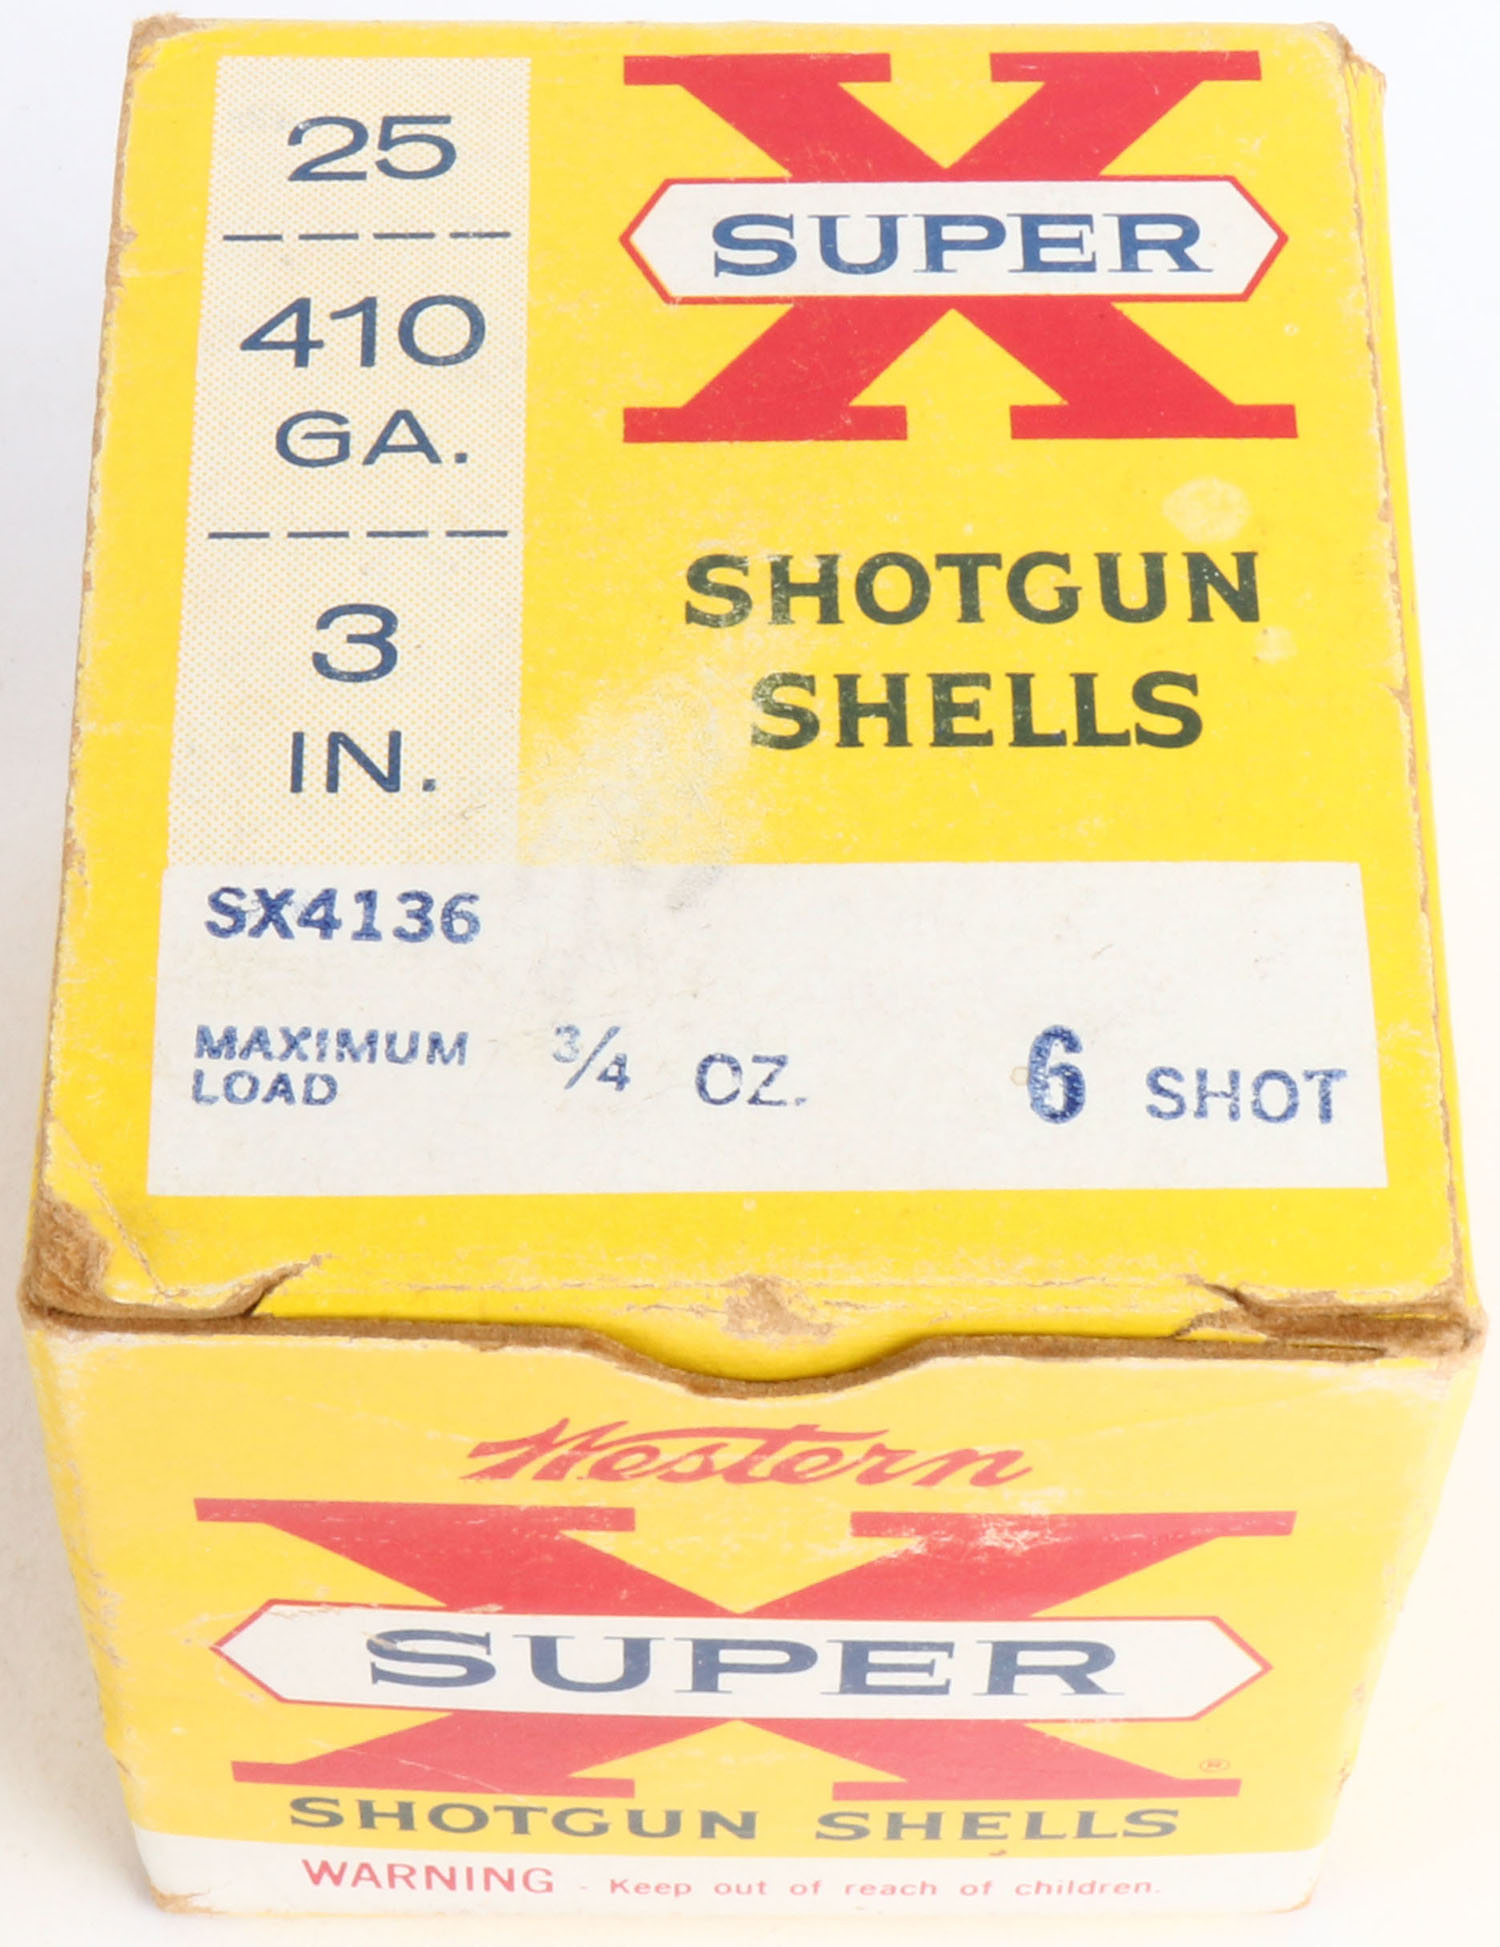 25
410
GA.
3
IN.
X
SUPER
SHOTGUN
SHELLS
SX4136
MAXIMUM
LOAD
3/4 OZ.
6 SHOT
Western
X
SUPER
®
SHOTGUN SHELLS
WARNING - Keep out of reach of children.